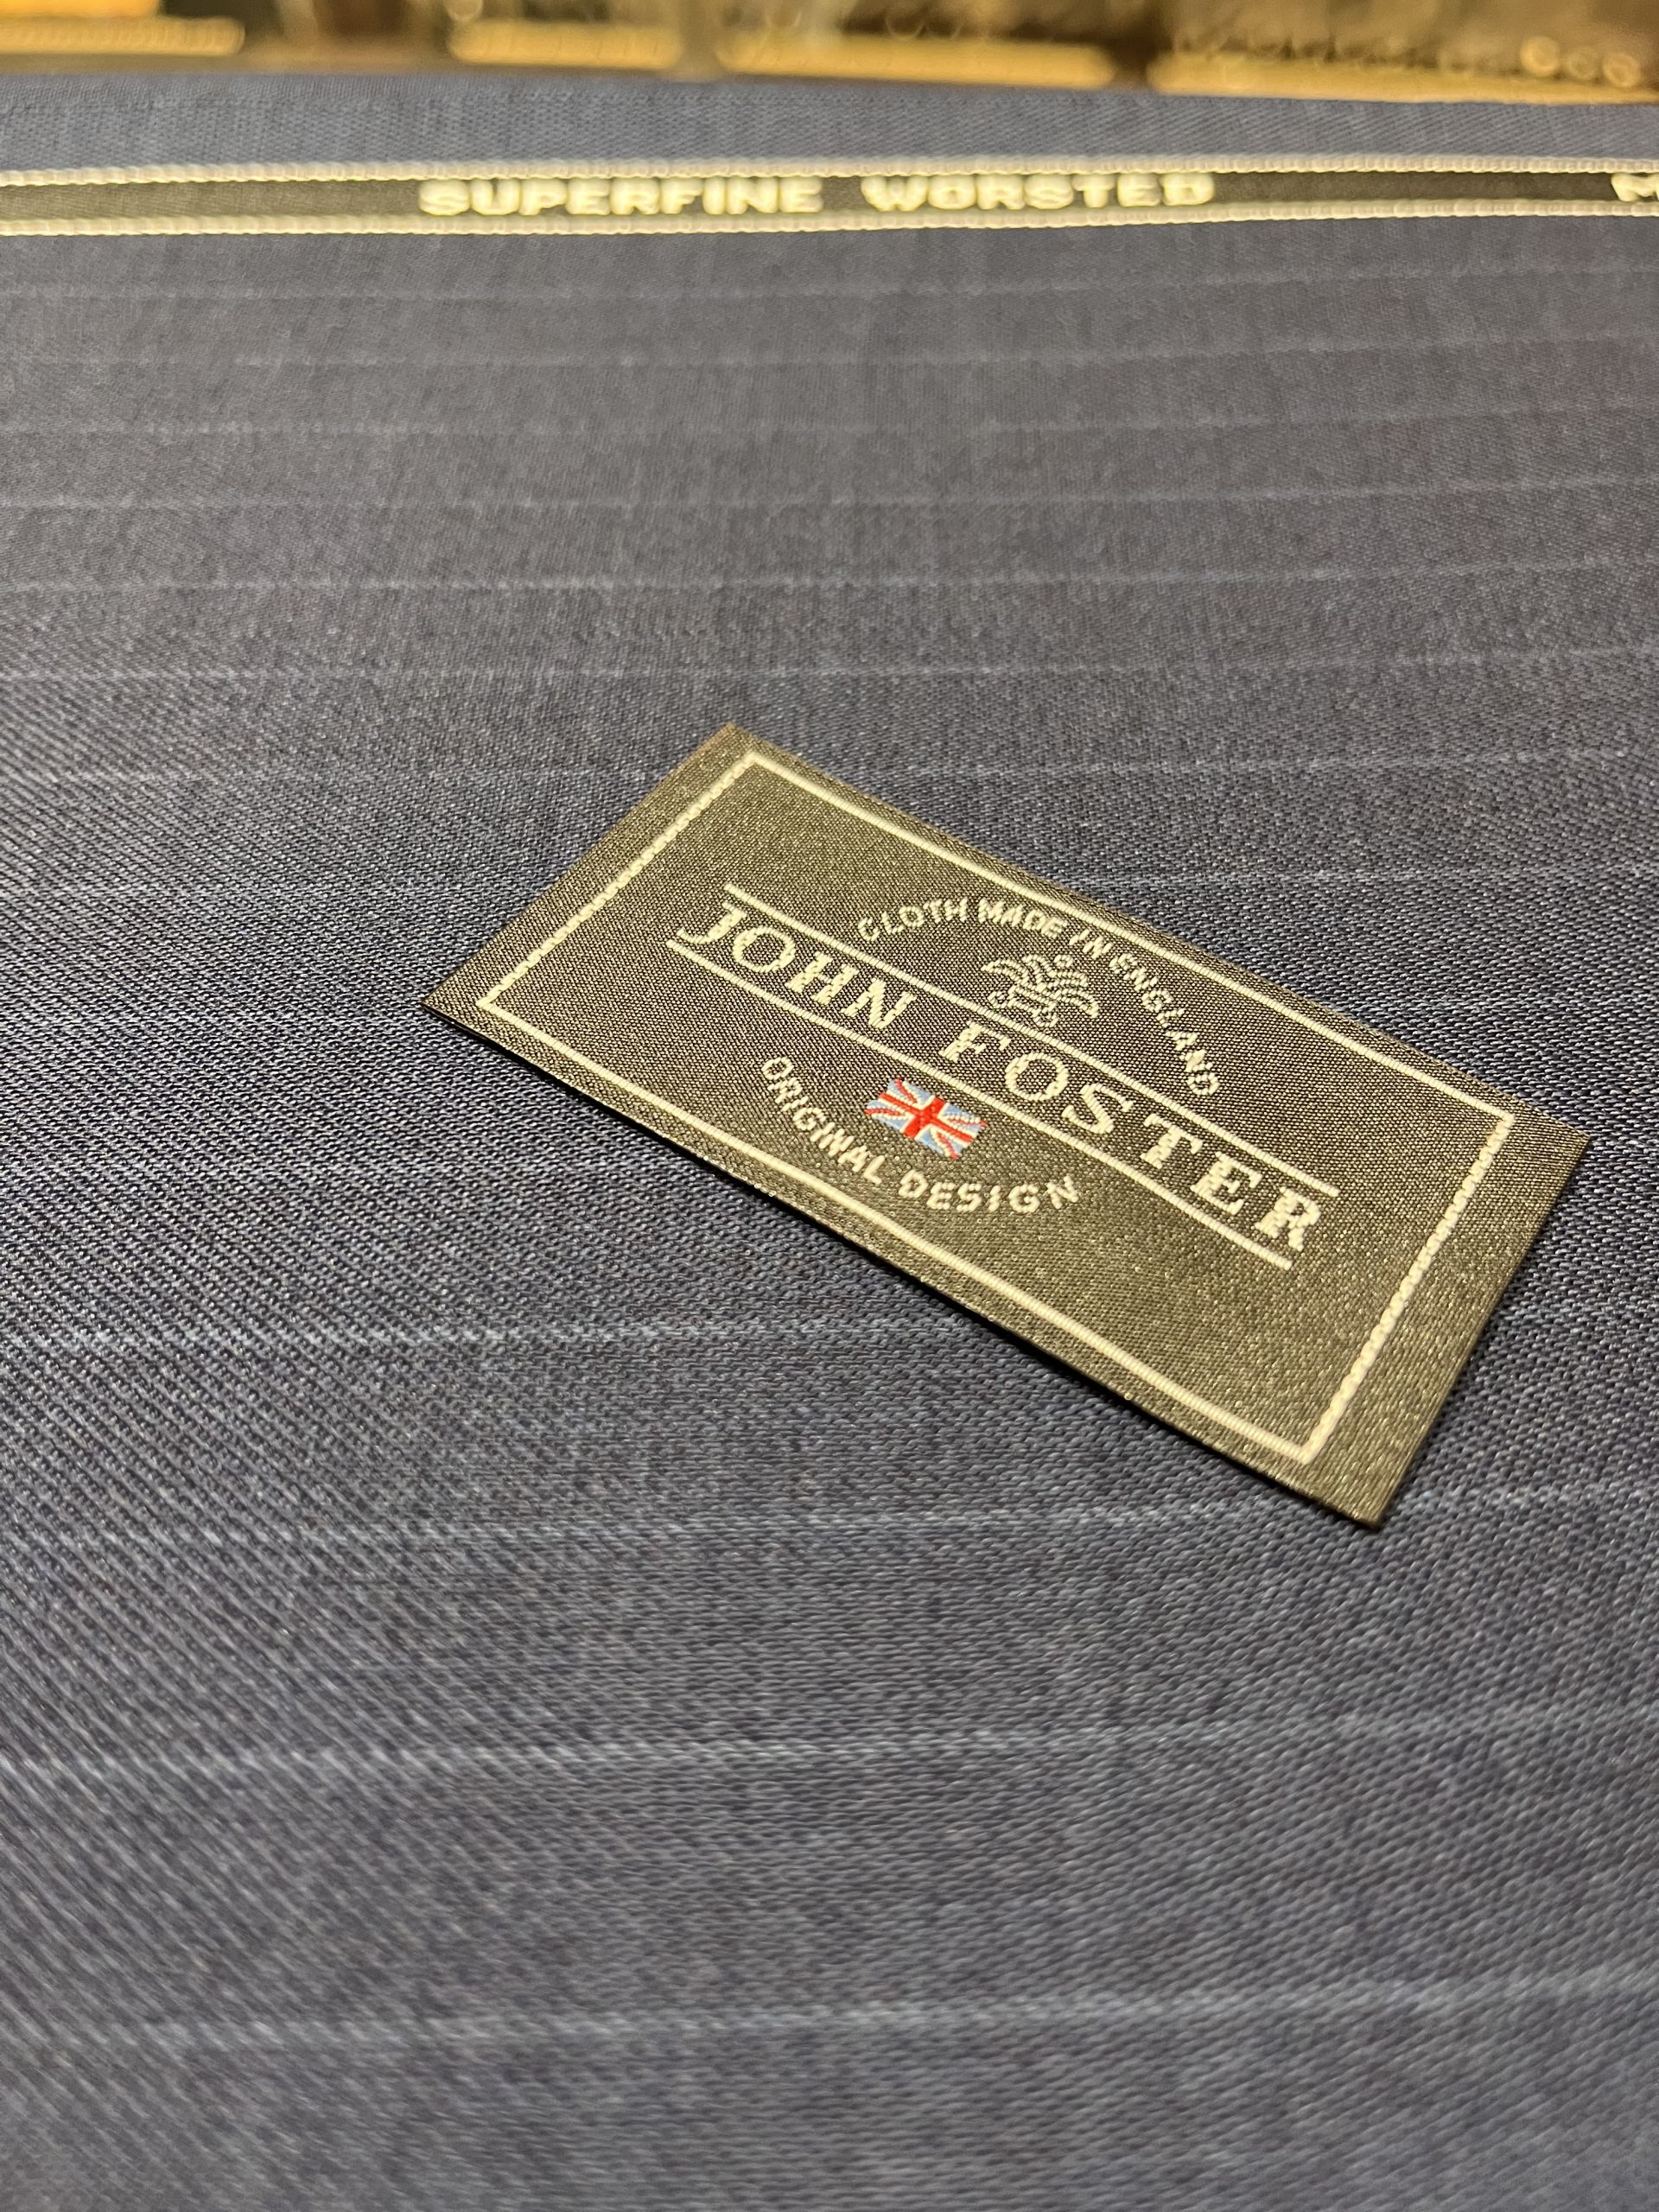 SUPERFINE WORSTED
CLOTH MADE IN ENGLAND
JOHN FOSTER
ORIGINAL DESIGN